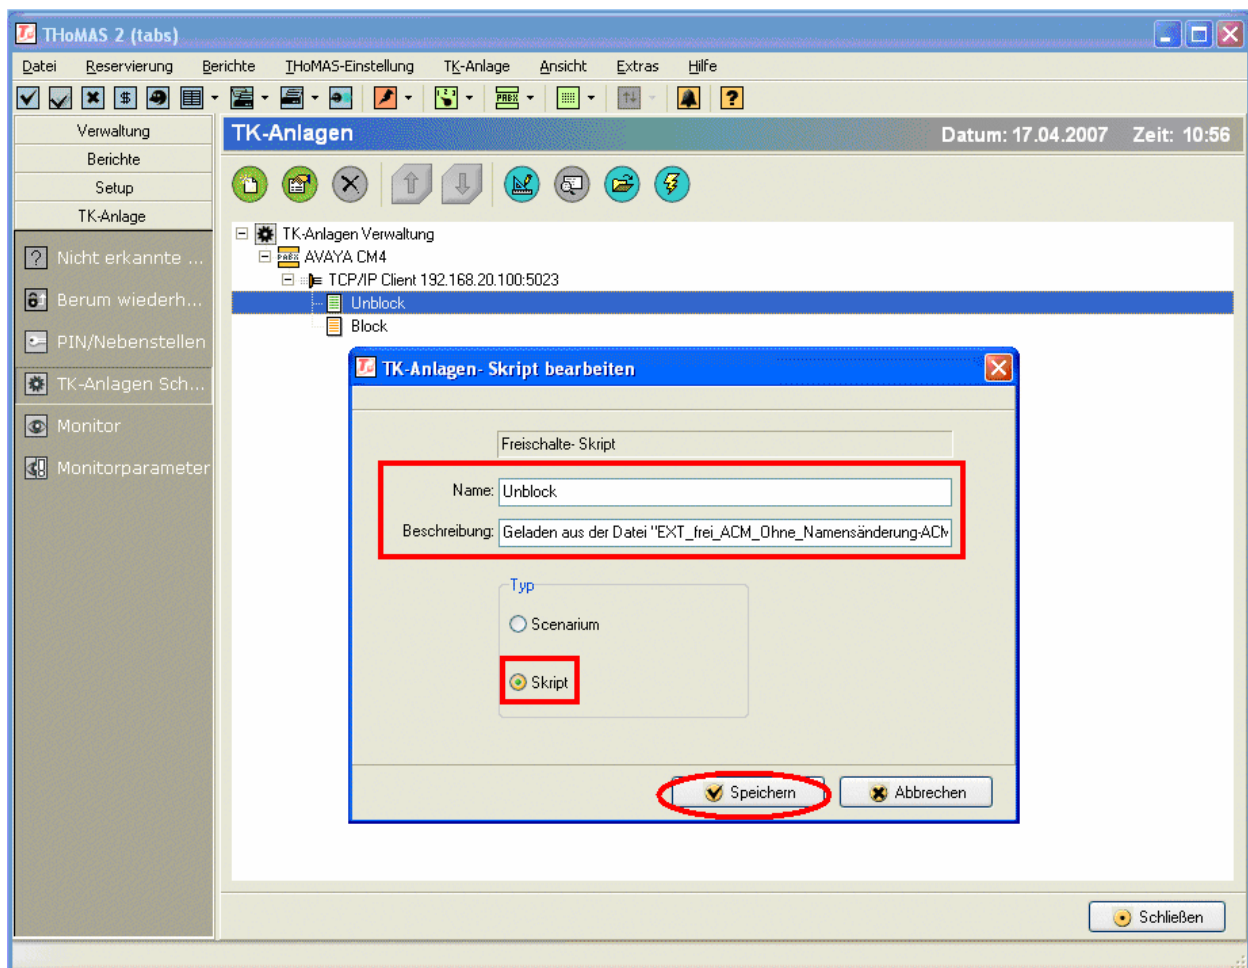 THoMAS 2 (tabs)
Datei Reservierung Berichte THoMAS-Einstellung TK-Anlage Ansicht Extras Hilfe
PABX
Verwaltung
Berichte
Setup
TK-Anlage
Nicht erkannte ...
Berum wiederh...
PIN/Nebenstellen
TK-Anlagen Sch...
Monitor
Monitorparameter
TK-Anlagen Datum: 17.04.2007 Zeit: 10:56
TK-Anlagen Verwaltung
PABX AVAYA CM4
TCP/IP Client 192.168.20.100:5023
Unblock
Block
TK-Anlagen- Skript bearbeiten
Freischalte- Skript
Name: Unblock
Beschreibung: Geladen aus der Datei "EXT_frei_ACM_Ohne_Namensänderung-ACM
Typ
Scenarium
Skript
Speichern Abbrechen
Schließen